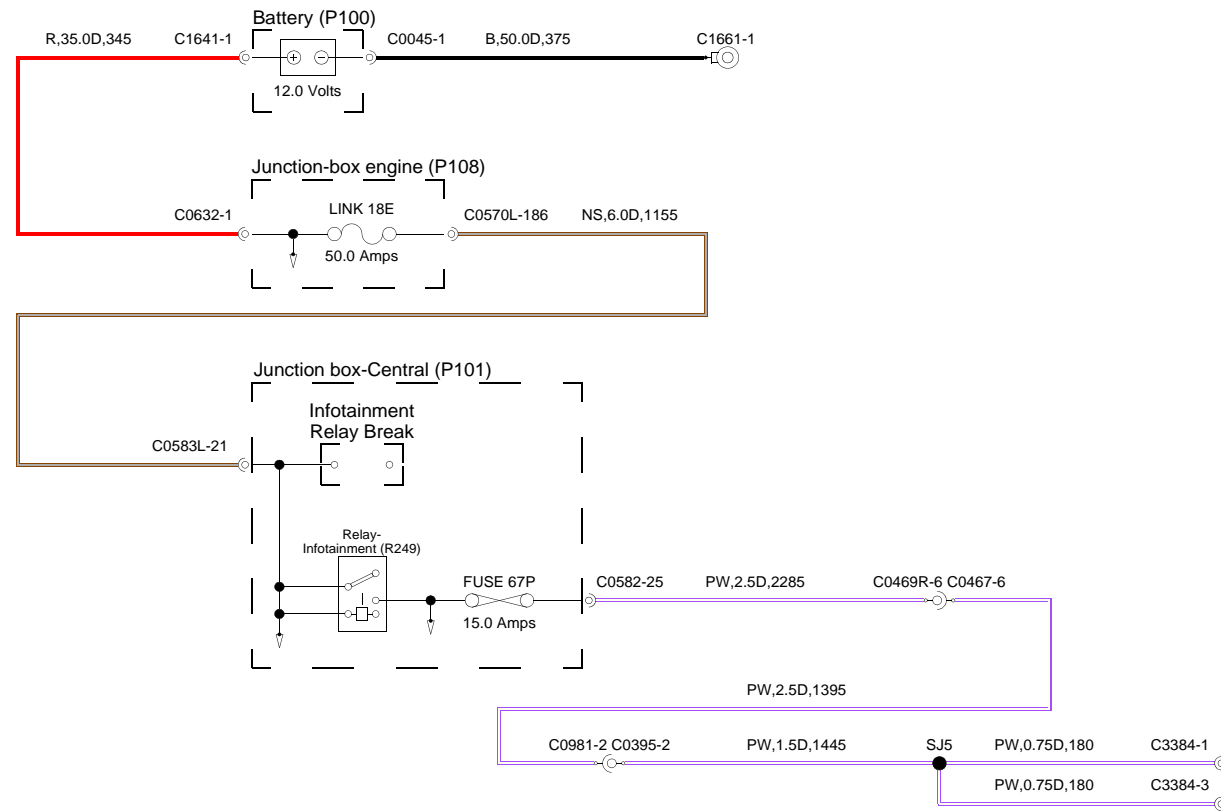 Battery (P100)
R,35.0D,345
C1641-1
C0045-1
B,50.0D,375
C1661-1
12.0 Volts
Junction-box engine (P108)
C0632-1
LINK 18E
C0570L-186
NS,6.0D,1155
50.0 Amps
Junction box-Central (P101)
Infotainment
Relay Break
C0583L-21
Relay-
Infotainment (R249)
FUSE 67P
C0582-25
PW,2.5D,2285
C0469R-6 C0467-6
15.0 Amps
PW,2.5D,1395
C0981-2 C0395-2
PW,1.5D,1445
SJ5
PW,0.75D,180
C3384-1
PW,0.75D,180
C3384-3